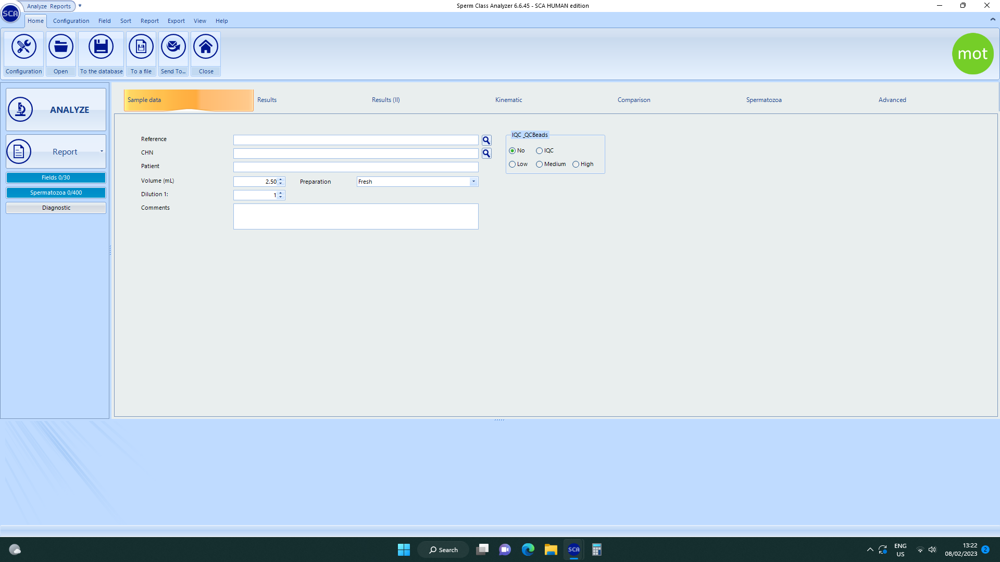 Analyze Reports
Sperm Class Analyzer 6.6.45 - SCA HUMAN edition
SCA
Home Configuration Field Sort Report Export View Help
Configuration Open To the database To a file Send To... Close
mot
Sample data Results Results (II) Kinematic Comparison Spermatozoa Advanced
ANALYZE
Report
Fields 0/30
Spermatozoa 0/400
Diagnostic
Reference
CHN
Patient
Volume (mL) 2.50 Preparation Fresh
Dilution 1: 1
Comments
IQC_QCBeads
No IQC
Low Medium High
Search
SCA
ENG
US
13:22
08/02/2023
2